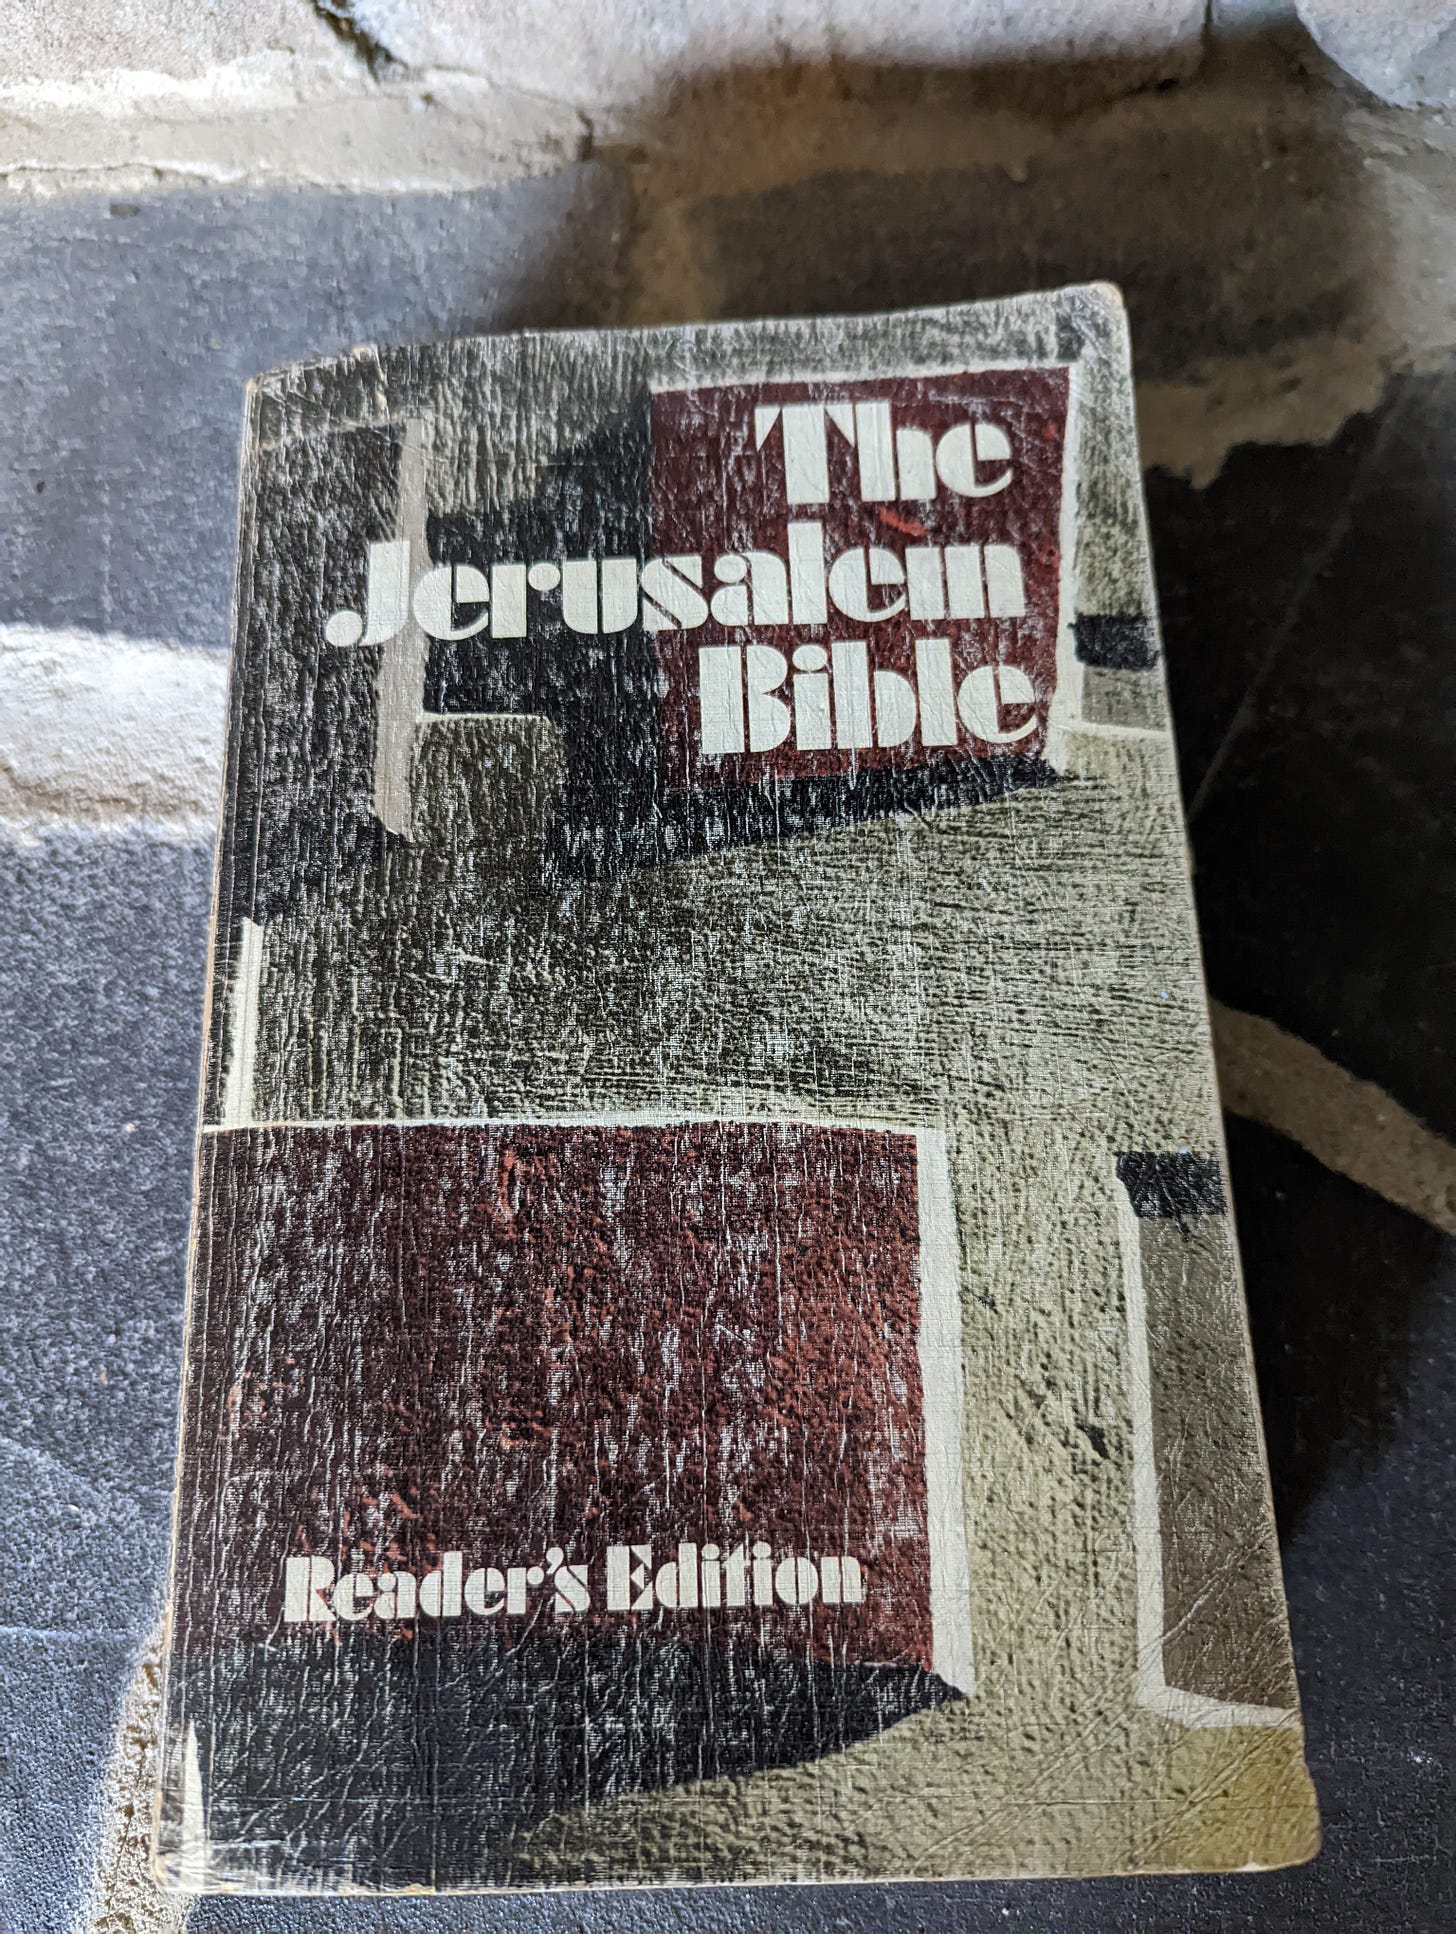 The
Jerusalem
Bible
Reader's Edition